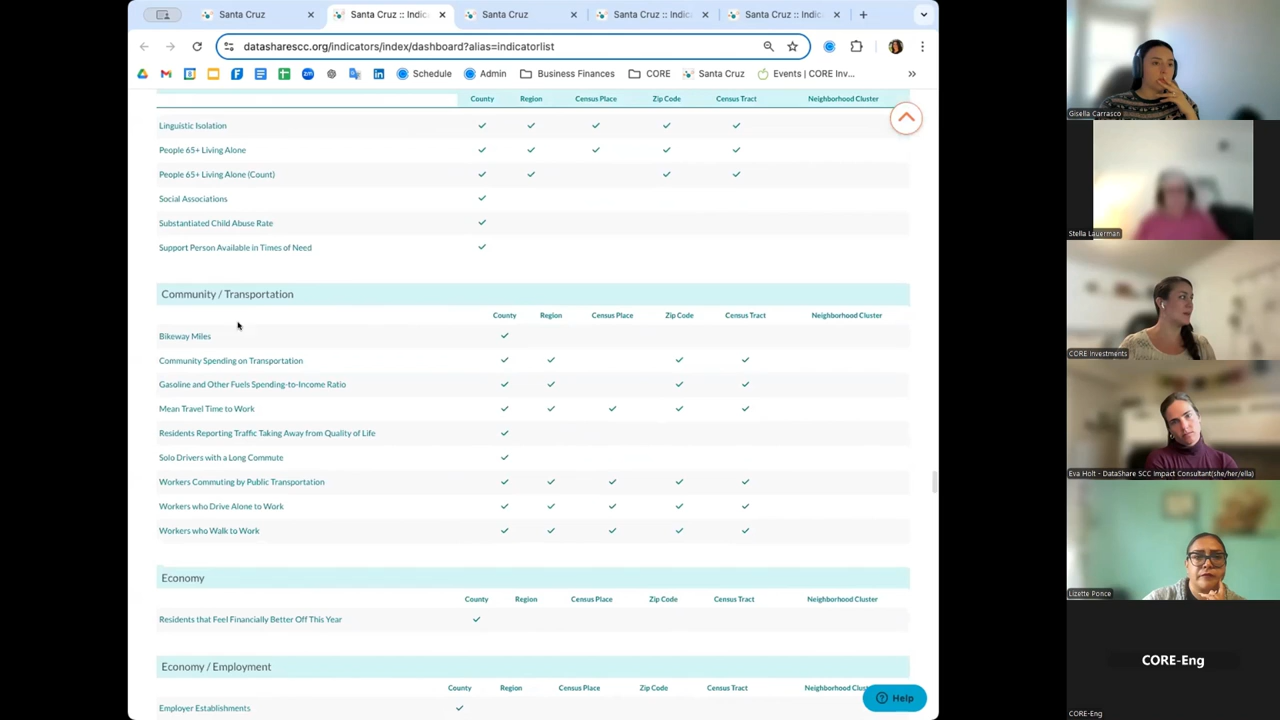 Santa Cruz
Santa Cruz :: Indic
Santa Cruz
Santa Cruz :: Indic
Santa Cruz :: Indic
datasharescc.org/indicators/index/dashboard?alias=indicatorlist
Schedule
Admin
Business Finances
CORE
Santa Cruz
Events | CORE Inv...
County Region Census Place Zip Code Census Tract Neighborhood Cluster
Linguistic Isolation
People 65+ Living Alone
People 65+ Living Alone (Count)
Social Associations
Substantiated Child Abuse Rate
Support Person Available in Times of Need
Community / Transportation
County Region Census Place Zip Code Census Tract Neighborhood Cluster
Bikeway Miles
Community Spending on Transportation
Gasoline and Other Fuels Spending-to-Income Ratio
Mean Travel Time to Work
Residents Reporting Traffic Taking Away from Quality of Life
Solo Drivers with a Long Commute
Workers Commuting by Public Transportation
Workers who Drive Alone to Work
Workers who Walk to Work
Economy
County Region Census Place Zip Code Census Tract Neighborhood Cluster
Residents that Feel Financially Better Off This Year
Economy / Employment
County Region Census Place Zip Code Census Tract Neighborhood Clus
Employer Establishments
Help
Gisella Carrasco
Stella Lauerman
CORE Investments
Eva Holt - DataShare SCC Impact Consultant(she/her/ella)
Lizette Ponce
CORE-Eng
CORE-Eng